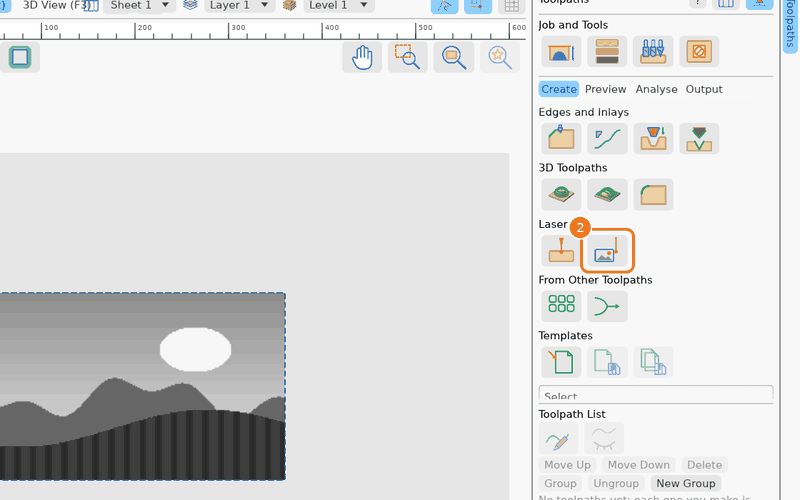 3D View (F3)
Sheet 1
Layer 1
Level 1
Toolpaths
?
100
200
300
400
500
600
Job and Tools
Create Preview Analyse Output
Edges and Inlays
3D Toolpaths
Laser
2
From Other Toolpaths
Templates
Select
Toolpath List
Move Up Move Down Delete
Group Ungroup New Group
No toolpaths yet: each one you make is
Toolpaths